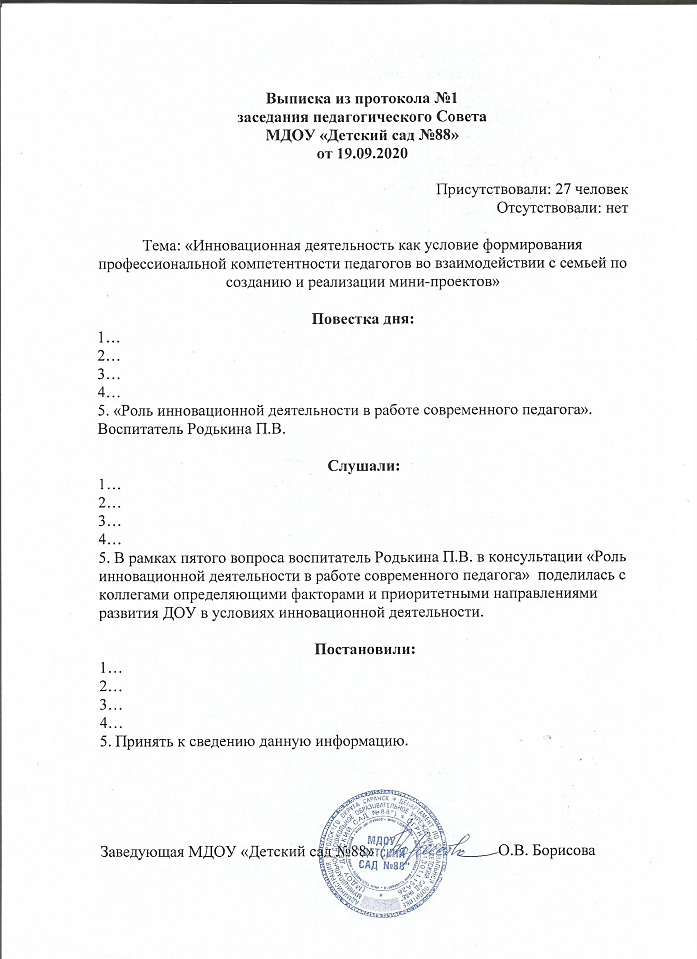 Выписка из протокола №1
заседания педагогического Совета
МДОУ «Детский сад №88»
от 19.09.2020
Присутствовали: 27 человек
Отсутствовали: нет
Тема: «Инновационная деятельность как условие формирования
профессиональной компетентности педагогов во взаимодействии с семьей по
созданию и реализации мини-проектов»
Повестка дня:
1…
2…
3…
4…
5. «Роль инновационной деятельности в работе современного педагога».
Воспитатель Родькина П.В.
Слушали:
1…
2…
3…
4…
5. В рамках пятого вопроса воспитатель Родькина П.В. в консультации «Роль
инновационной деятельности в работе современного педагога» поделилась с
коллегами определяющими факторами и приоритетными направлениями
развития ДОУ в условиях инновационной деятельности.
Постановили:
1…
2…
3…
4…
5. Принять к сведению данную информацию.
Заведующая МДОУ «Детский сад №88» О.В. Борисова
МДОУ
"ДЕТСКИЙ
САД №88"